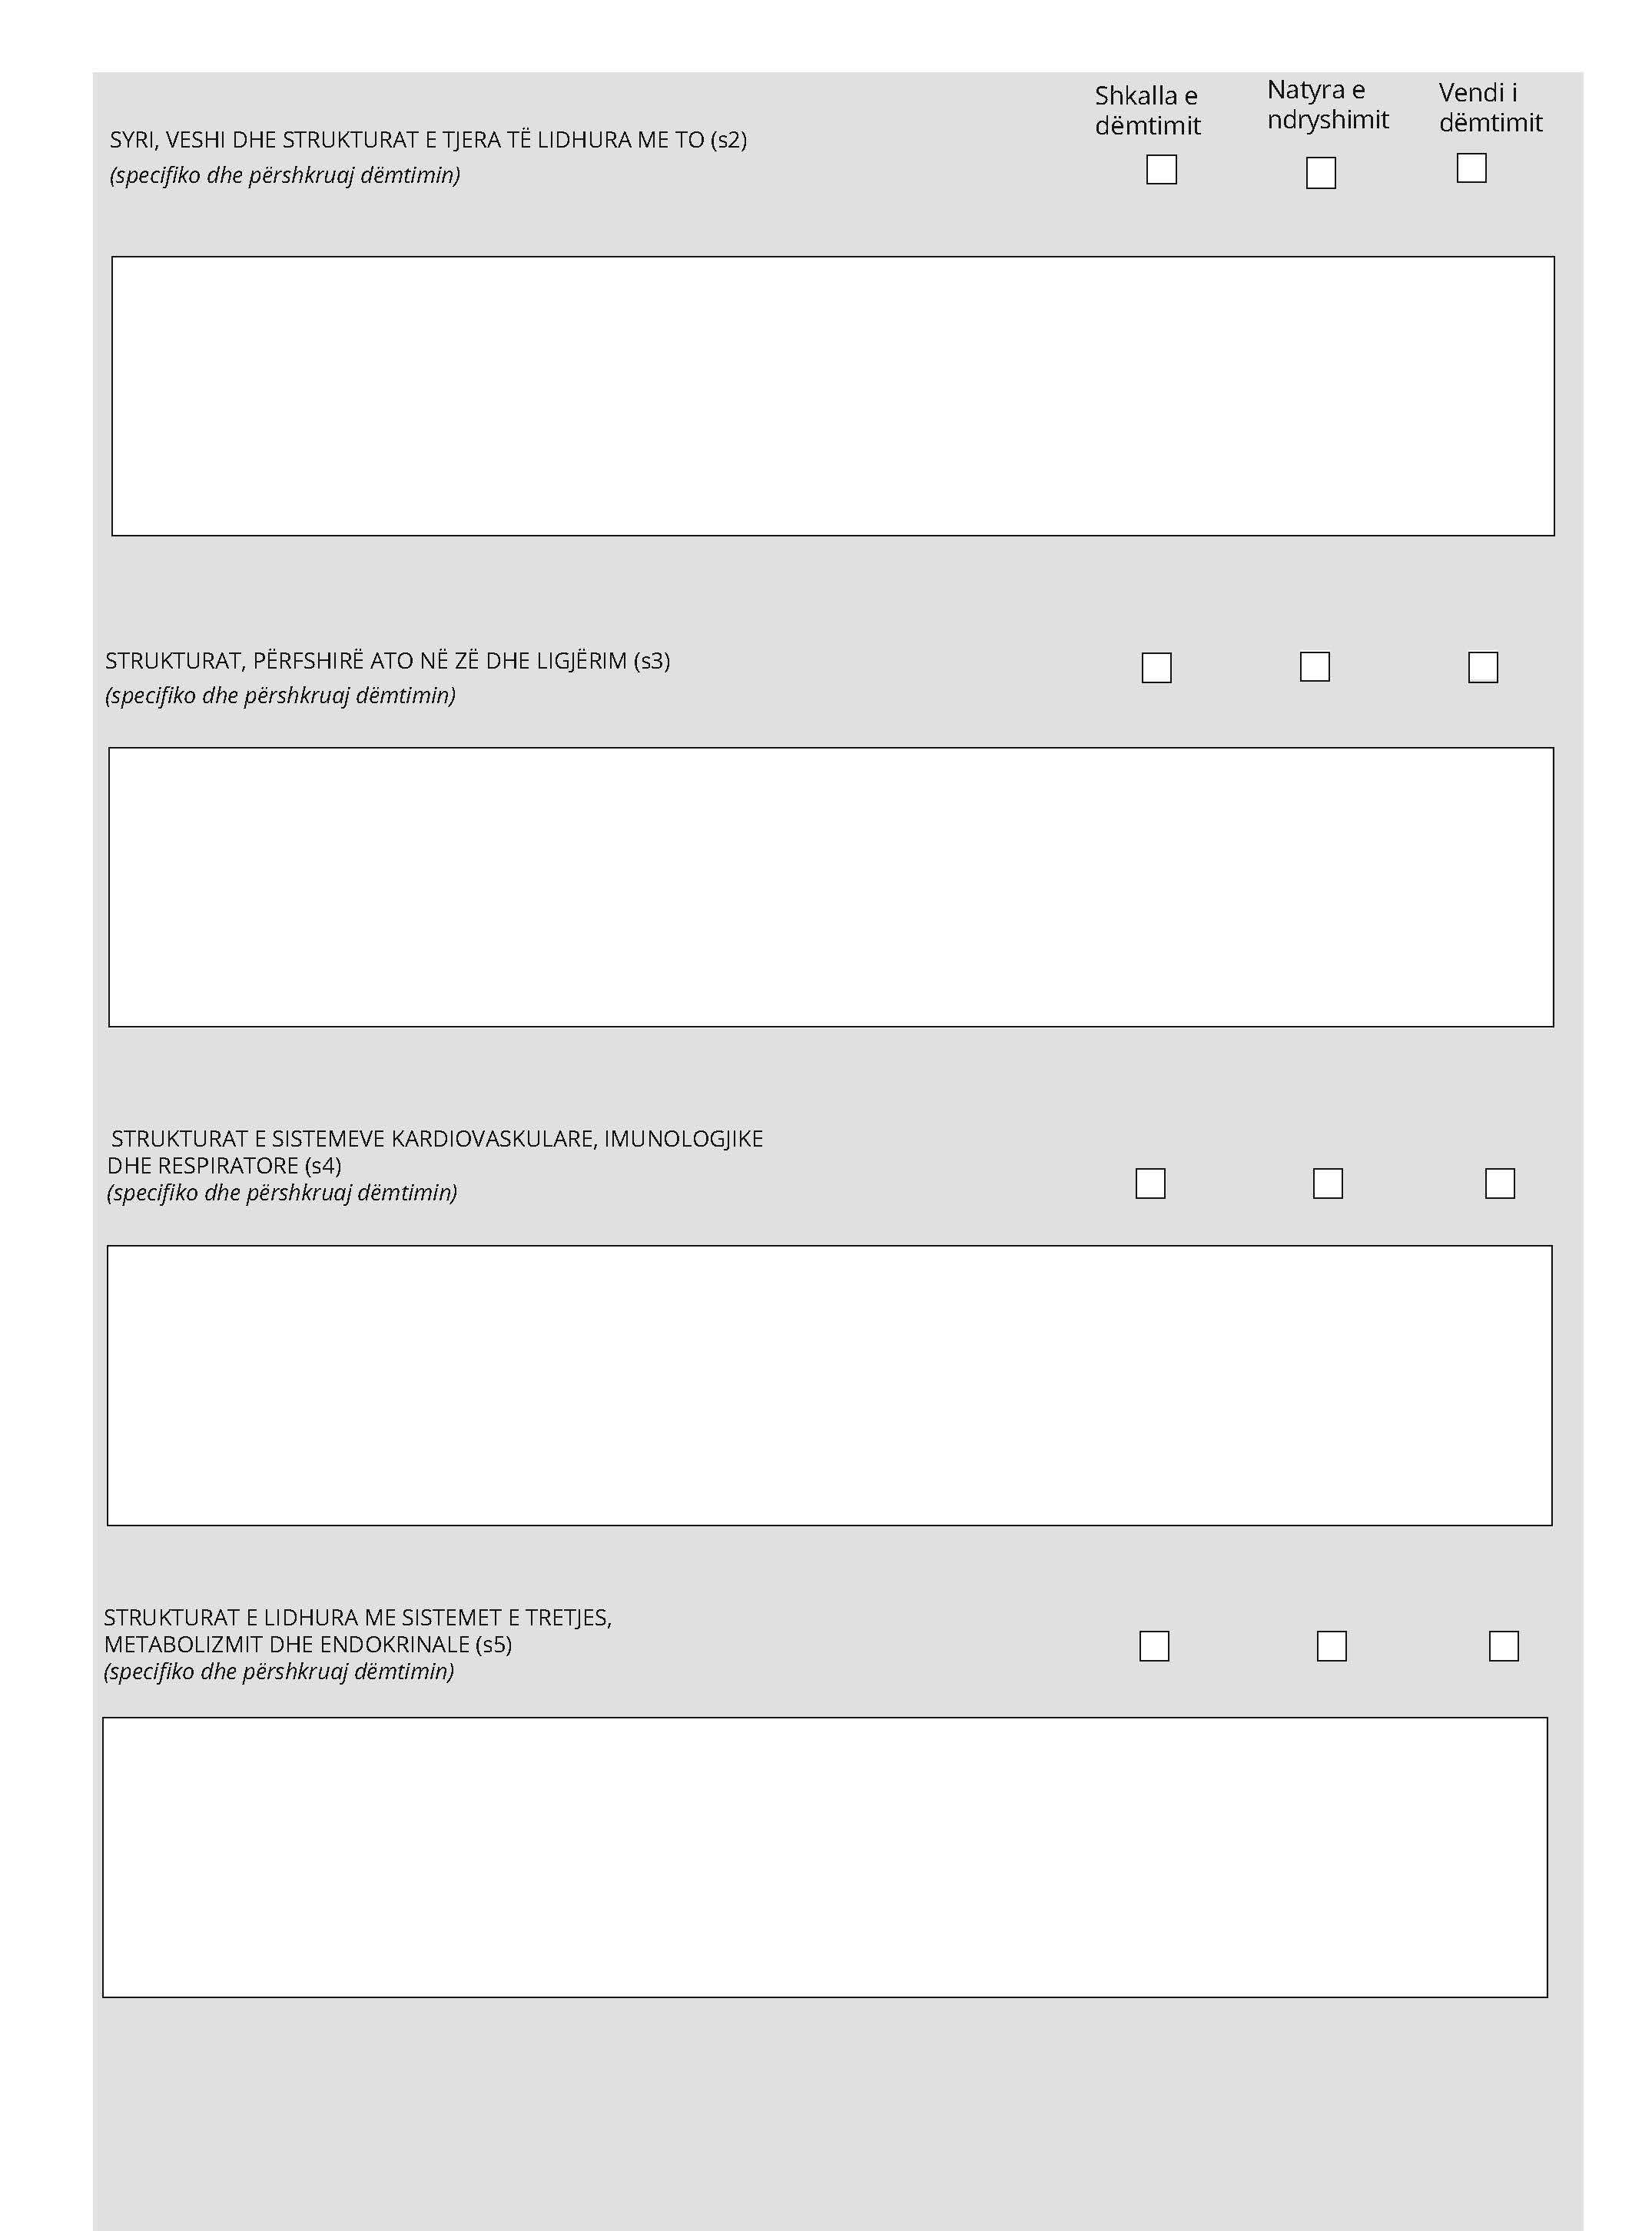 Shkalla e
dëmtimit
Natyra e
ndryshimit
Vendi i
dëmtimit
SYRI, VESHI DHE STRUKTURAT E TJERA TË LIDHURA ME TO (s2)
(specifiko dhe përshkruaj dëmtimin)
STRUKTURAT, PËRFSHIRË ATO NË ZË DHE LIGJËRIM (s3)
(specifiko dhe përshkruaj dëmtimin)
STRUKTURAT E SISTEMEVE KARDIOVASKULARE, IMUNOLOGJIKE
DHE RESPIRATORE (s4)
(specifiko dhe përshkruaj dëmtimin)
STRUKTURAT E LIDHURA ME SISTEMET E TRETJES,
METABOLIZMIT DHE ENDOKRINALE (s5)
(specifiko dhe përshkruaj dëmtimin)